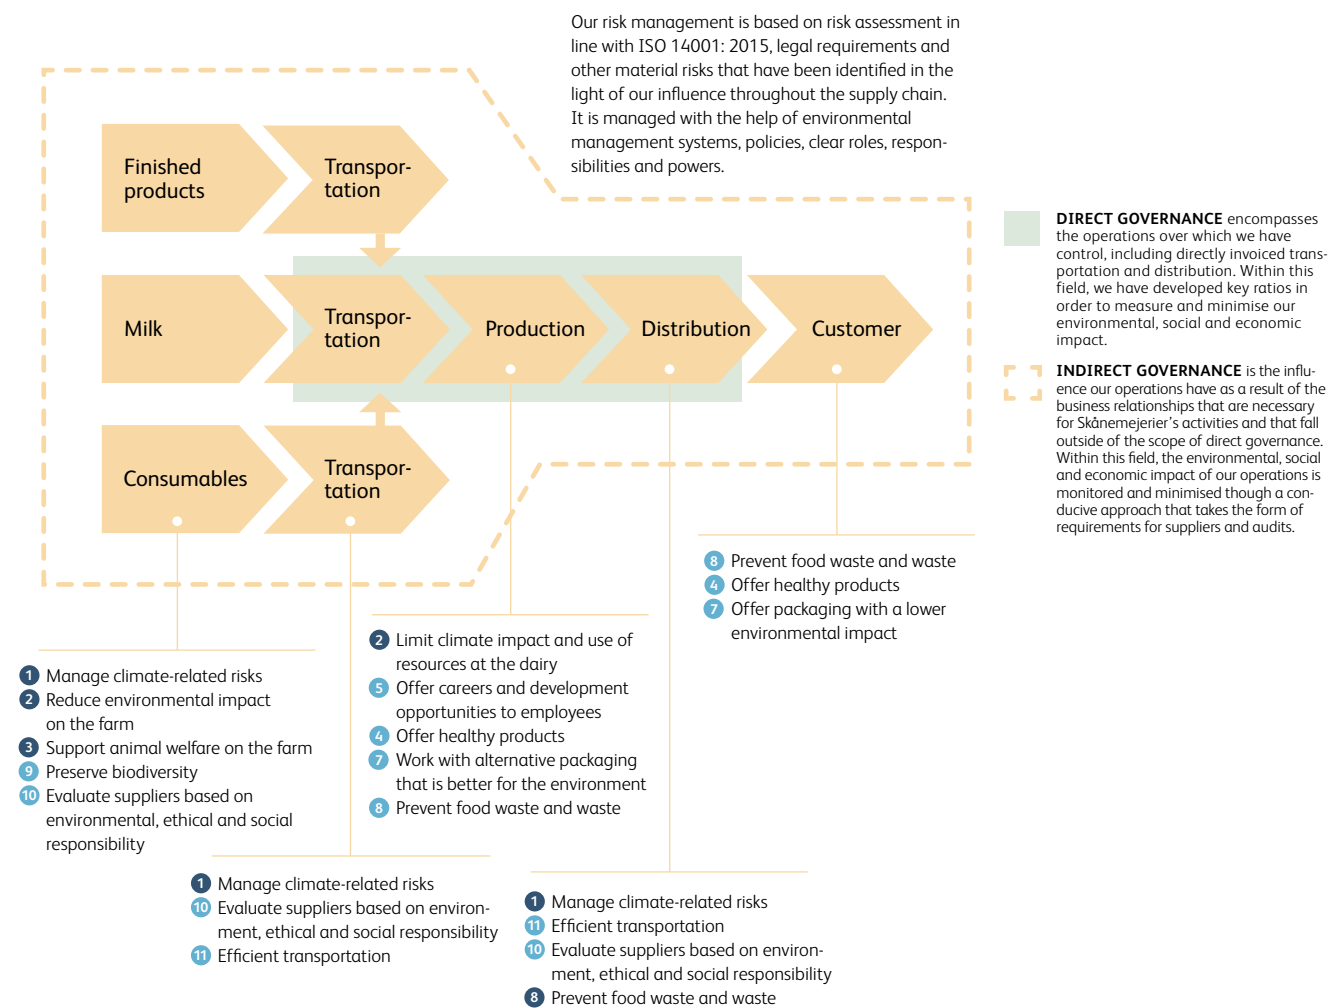 Our risk management is based on risk assessment in
line with ISO 14001: 2015, legal requirements and
other material risks that have been identified in the
light of our influence throughout the supply chain.
It is managed with the help of environmental
management systems, policies, clear roles, respon-
sibilities and powers.
Finished
products
Transpor-
tation
Milk
Transpor-
tation
Production
Distribution
Customer
Consumables
Transpor-
tation
DIRECT GOVERNANCE encompasses
the operations over which we have
control, including directly invoiced trans-
portation and distribution. Within this
field, we have developed key ratios in
order to measure and minimise our
environmental, social and economic
impact.
INDIRECT GOVERNANCE is the influ-
ence our operations have as a result of the
business relationships that are necessary
for Skånemejerier’s activities and that fall
outside of the scope of direct governance.
Within this field, the environmental, social
and economic impact of our operations is
monitored and minimised though a con-
ducive approach that takes the form of
requirements for suppliers and audits.
8 Prevent food waste and waste
4 Offer healthy products
7 Offer packaging with a lower
environmental impact
2 Limit climate impact and use of
resources at the dairy
5 Offer careers and development
opportunities to employees
4 Offer healthy products
7 Work with alternative packaging
that is better for the environment
8 Prevent food waste and waste
1 Manage climate-related risks
2 Reduce environmental impact
on the farm
3 Support animal welfare on the farm
9 Preserve biodiversity
10 Evaluate suppliers based on
environmental, ethical and social
responsibility
1 Manage climate-related risks
10 Evaluate suppliers based on environ-
ment, ethical and social responsibility
11 Efficient transportation
1 Manage climate-related risks
11 Efficient transportation
10 Evaluate suppliers based on environ-
ment, ethical and social responsibility
8 Prevent food waste and waste